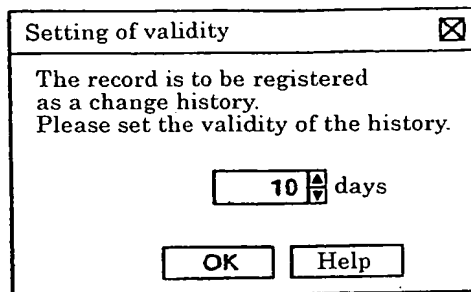 Setting of validity
The record is to be registered
as a change history.
Please set the validity of the history.
10 days
OK Help